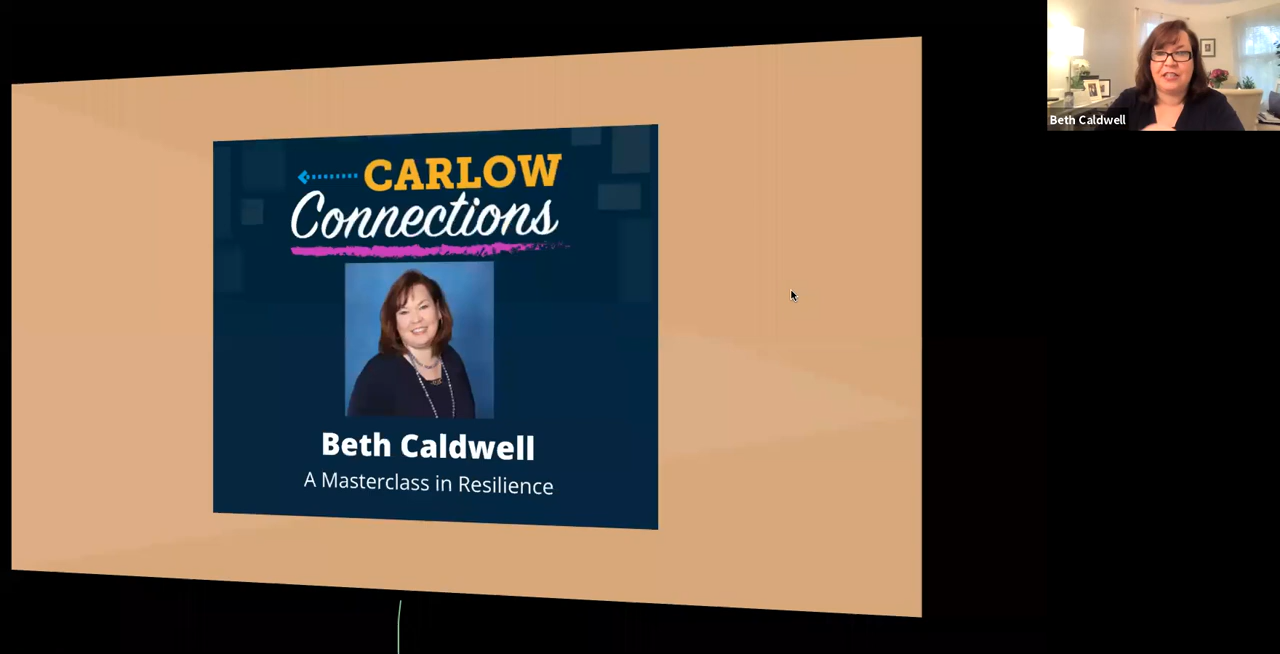 CARLOW
Connections
Beth Caldwell
A Masterclass in Resilience
Beth Caldwell